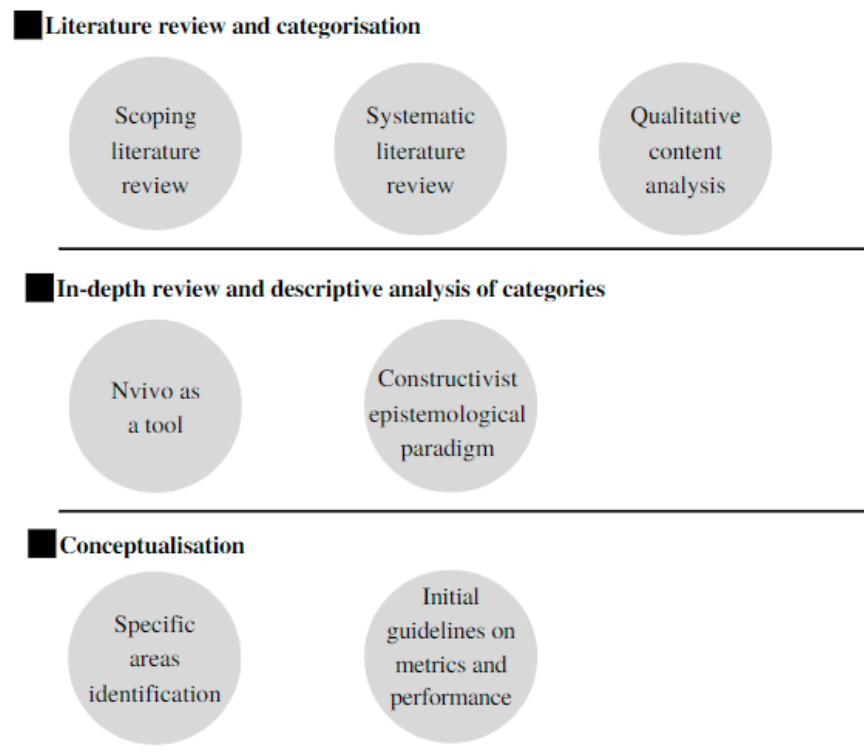 Literature review and categorisation
Scoping
literature
review
Systematic
literature
review
Qualitative
content
analysis
In-depth review and descriptive analysis of categories
Nvivo as
a tool
Constructivist
epistemological
paradigm
Conceptualisation
Specific
areas
identification
Initial
guidelines on
metrics and
performance